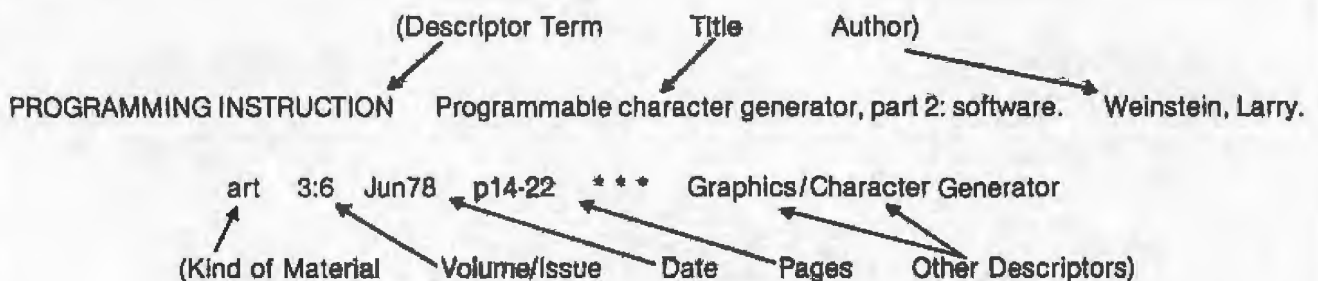 (Descriptor Term Title Author)
PROGRAMMING INSTRUCTION Programmable character generator, part 2: software. Weinstein, Larry.
art 3:6 Jun78 p14-22 * * * Graphics/Character Generator
(Kind of Material Volume/Issue Date Pages Other Descriptors)